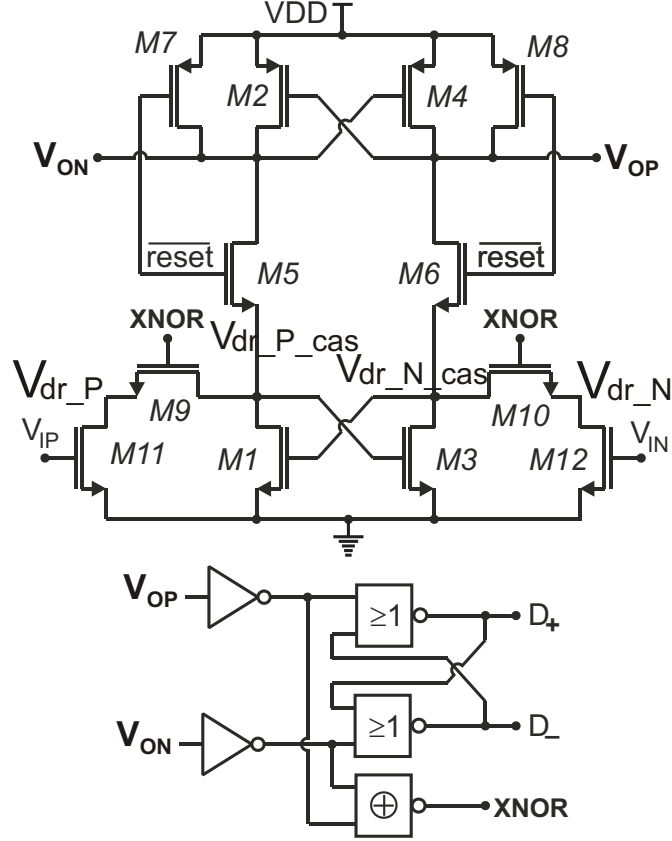 VDD
M7
M8
M2
M4
VON
VOP
reset
reset
M5
M6
XNOR
XNOR
Vdr_P_cas
Vdr_P
Vdr_N_cas
Vdr_N
M9
M10
VIP
VIN
M11
M1
M3
M12
VOP
≥1
D+
VON
≥1
D_
⊕
XNOR